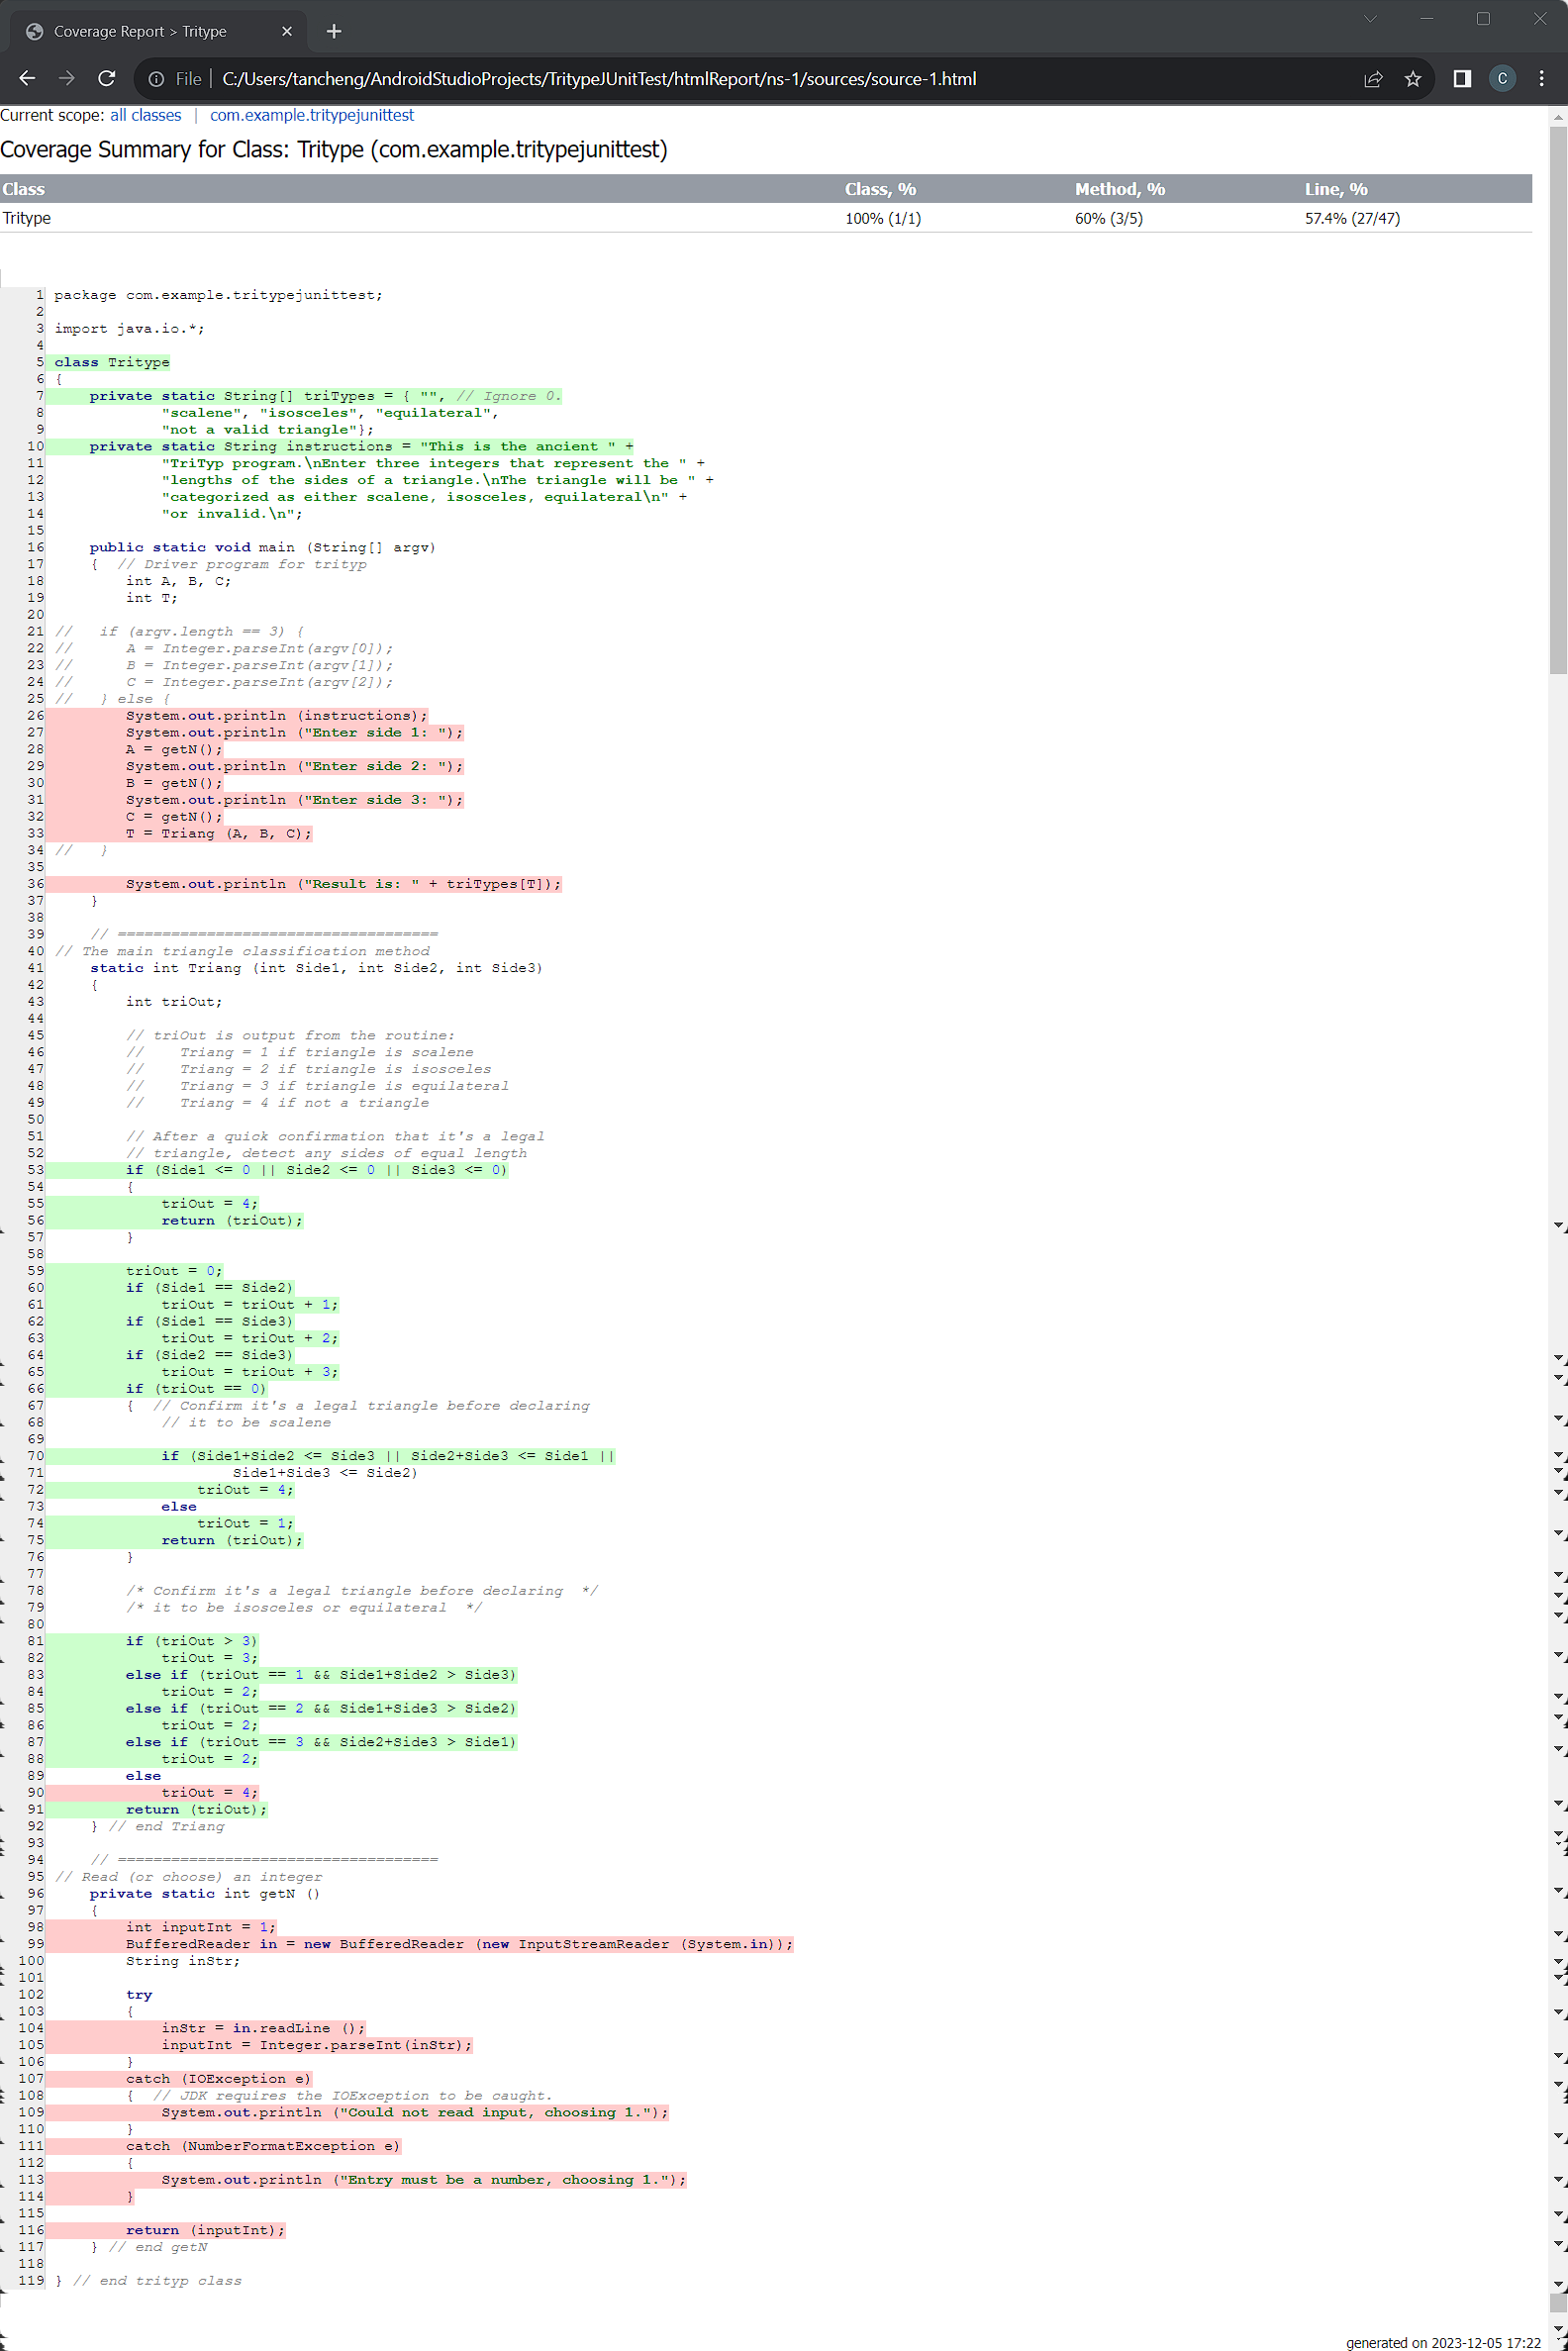 Coverage Report > Tritype
File | C:/Users/tancheng/AndroidStudioProjects/TritypeJUnitTest/htmlReport/ns-1/sources/source-1.html
C
Current scope: all classes | com.example.tritypejunittest
Coverage Summary for Class: Tritype (com.example.tritypejunittest)
Class Class, % Method, % Line, %
Tritype 100% (1/1) 60% (3/5) 57.4% (27/47)
1 package com.example.tritypejunittest;
2
3 import java.io.*;
4
5 class Tritype
6 {
7 private static String[] triTypes = { "", // Ignore 0.
8 "scalene", "isosceles", "equilateral",
9 "not a valid triangle"};
10 private static String instructions = "This is the ancient " +
11 "TriTyp program.\nEnter three integers that represent the " +
12 "lengths of the sides of a triangle.\nThe triangle will be " +
13 "categorized as either scalene, isosceles, equilateral\n" +
14 "or invalid.\n";
15
16 public static void main (String[] argv)
17 { // Driver program for trityp
18 int A, B, C;
19 int T;
20
21 // if (argv.length == 3) {
22 // A = Integer.parseInt(argv[0]);
23 // B = Integer.parseInt(argv[1]);
24 // C = Integer.parseInt(argv[2]);
25 // } else {
26 System.out.println (instructions);
27 System.out.println ("Enter side 1: ");
28 A = getN();
29 System.out.println ("Enter side 2: ");
30 B = getN();
31 System.out.println ("Enter side 3: ");
32 C = getN();
33 T = Triang (A, B, C);
34 // }
35
36 System.out.println ("Result is: " + triTypes[T]);
37 }
38
39 // ====================================
40 // The main triangle classification method
41 static int Triang (int Side1, int Side2, int Side3)
42 {
43 int triOut;
44
45 // triOut is output from the routine:
46 // Triang = 1 if triangle is scalene
47 // Triang = 2 if triangle is isosceles
48 // Triang = 3 if triangle is equilateral
49 // Triang = 4 if not a triangle
50
51 // After a quick confirmation that it's a legal
52 // triangle, detect any sides of equal length
53 if (Side1 <= 0 || Side2 <= 0 || Side3 <= 0)
54 {
55 triOut = 4;
56 return (triOut);
57 }
58
59 triOut = 0;
60 if (Side1 == Side2)
61 triOut = triOut + 1;
62 if (Side1 == Side3)
63 triOut = triOut + 2;
64 if (Side2 == Side3)
65 triOut = triOut + 3;
66 if (triOut == 0)
67 { // Confirm it's a legal triangle before declaring
68 // it to be scalene
69
70 if (Side1+Side2 <= Side3 || Side2+Side3 <= Side1 ||
71 Side1+Side3 <= Side2)
72 triOut = 4;
73 else
74 triOut = 1;
75 return (triOut);
76 }
77
78 /* Confirm it's a legal triangle before declaring */
79 /* it to be isosceles or equilateral */
80
81 if (triOut > 3)
82 triOut = 3;
83 else if (triOut == 1 && Side1+Side2 > Side3)
84 triOut = 2;
85 else if (triOut == 2 && Side1+Side3 > Side2)
86 triOut = 2;
87 else if (triOut == 3 && Side2+Side3 > Side1)
88 triOut = 2;
89 else
90 triOut = 4;
91 return (triOut);
92 } // end Triang
93
94 // ====================================
95 // Read (or choose) an integer
96 private static int getN ()
97 {
98 int inputInt = 1;
99 BufferedReader in = new BufferedReader (new InputStreamReader (System.in));
100 String inStr;
101
102 try
103 {
104 inStr = in.readLine ();
105 inputInt = Integer.parseInt(inStr);
106 }
107 catch (IOException e)
108 { // JDK requires the IOException to be caught.
109 System.out.println ("Could not read input, choosing 1.");
110 }
111 catch (NumberFormatException e)
112 {
113 System.out.println ("Entry must be a number, choosing 1.");
114 }
115
116 return (inputInt);
117 } // end getN
118
119 } // end trityp class
generated on 2023-12-05 17:22